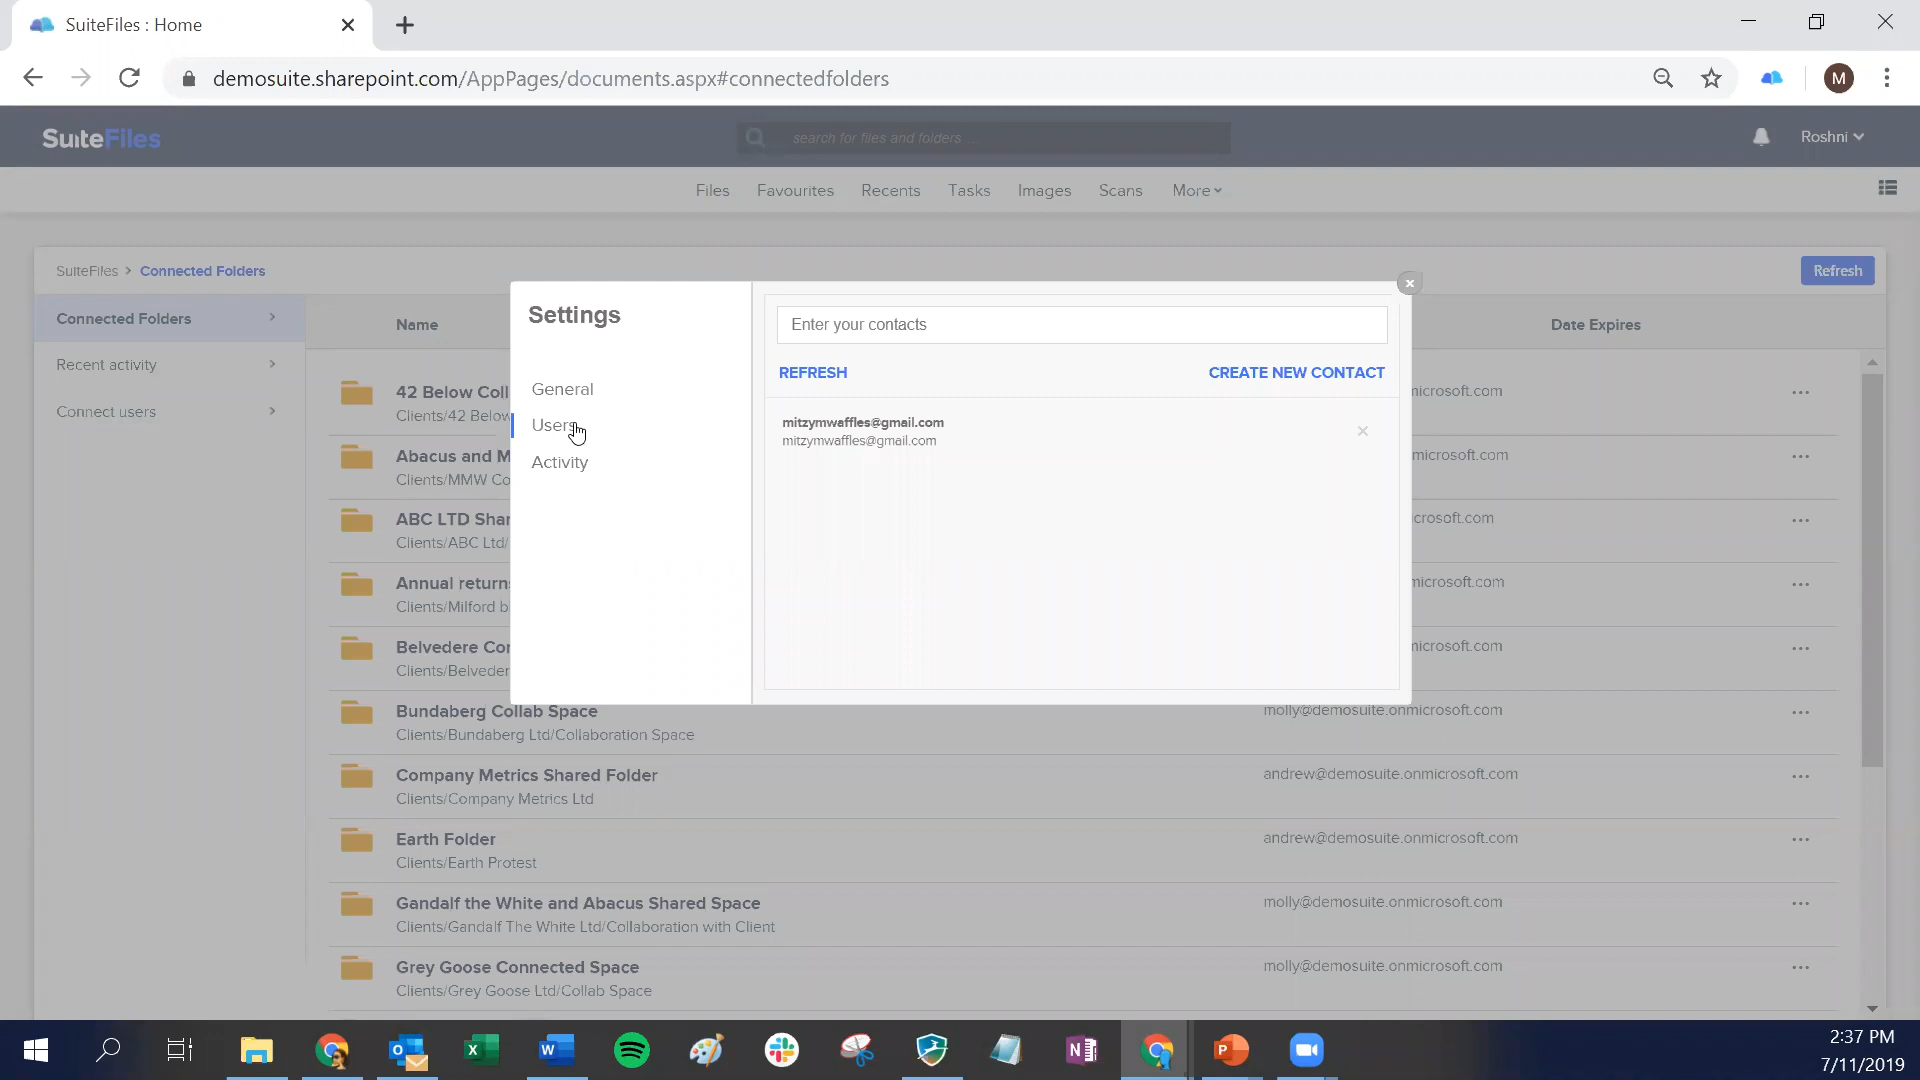 SuiteFiles : Home
demosuite.sharepoint.com/AppPages/documents.aspx#connectedfolders
M
SuiteFiles
search for files and folders ...
Roshni
Files
Favourites
Recents
Tasks
Images
Scans
More
SuiteFiles > Connected Folders
Refresh
Connected Folders
Recent activity
Connect users
Name
Date Expires
Settings
General
Users
Activity
Enter your contacts
REFRESH
CREATE NEW CONTACT
mitzymwaffles@gmail.com
mitzymwaffles@gmail.com
42 Below Coll
Clients/42 Below
microsoft.com
Abacus and M
Clients/MMW Co
microsoft.com
ABC LTD Shar
Clients/ABC Ltd/
crosoft.com
Annual return
Clients/Milford b
microsoft.com
Belvedere Cor
Clients/Belveder
microsoft.com
Bundaberg Collab Space
Clients/Bundaberg Ltd/Collaboration Space
molly@demosuite.onmicrosoft.com
Company Metrics Shared Folder
Clients/Company Metrics Ltd
andrew@demosuite.onmicrosoft.com
Earth Folder
Clients/Earth Protest
andrew@demosuite.onmicrosoft.com
Gandalf the White and Abacus Shared Space
Clients/Gandalf The White Ltd/Collaboration with Client
molly@demosuite.onmicrosoft.com
Grey Goose Connected Space
Clients/Grey Goose Ltd/Collab Space
molly@demosuite.onmicrosoft.com
2:37 PM
7/11/2019